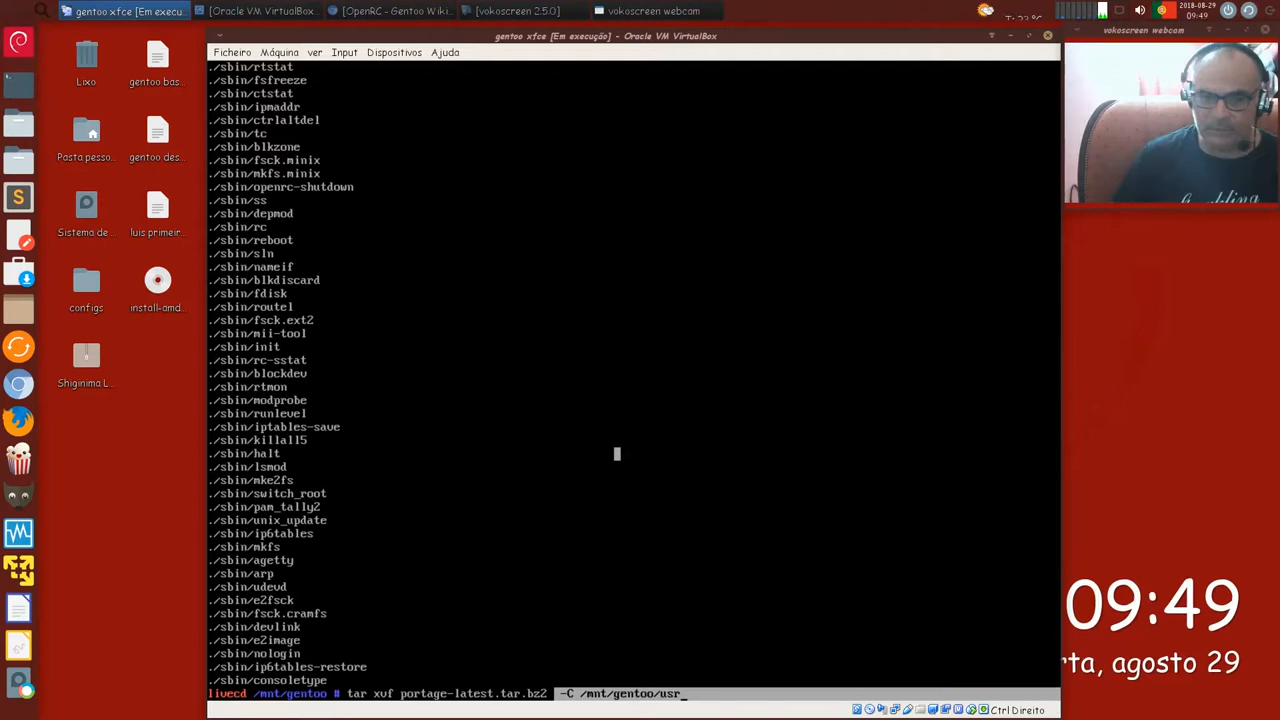 gentoo xfce [Em execu...
[Oracle VM VirtualBox
[OpenRC - Gentoo Wiki...
[vokoscreen 2.5.0]
vokoscreen webcam
T: 23 °C
2018-08-29
09:49
gentoo xfce [Em execução] - Oracle VM VirtualBox
vokoscreen webcam
Ficheiro Máquina ver Input Dispositivos Ajuda
Lixo
gentoo bas...
Pasta pesso...
gentoo des...
Sistema de ...
luis primeir...
configs
install-amd...
Shiginima L...
./sbin/rtstat
./sbin/fsfreeze
./sbin/ctstat
./sbin/ipmaddr
./sbin/ctrlaltdel
./sbin/tc
./sbin/blkzone
./sbin/fsck.minix
./sbin/mkfs.minix
./sbin/openrc-shutdown
./sbin/ss
./sbin/depmod
./sbin/rc
./sbin/reboot
./sbin/sln
./sbin/nameif
./sbin/blkdiscard
./sbin/fdisk
./sbin/routel
./sbin/fsck.ext2
./sbin/mii-tool
./sbin/init
./sbin/rc-sstat
./sbin/blockdev
./sbin/rtmon
./sbin/modprobe
./sbin/runlevel
./sbin/iptables-save
./sbin/killall5
./sbin/halt
./sbin/lsmod
./sbin/mke2fs
./sbin/switch_root
./sbin/pam_tally2
./sbin/unix_update
./sbin/ip6tables
./sbin/mkfs
./sbin/agetty
./sbin/arp
./sbin/udevd
./sbin/e2fsck
./sbin/fsck.cramfs
./sbin/devlink
./sbin/e2image
./sbin/nologin
./sbin/ip6tables-restore
./sbin/consoletype
livecd /mnt/gentoo # tar xvf portage-latest.tar.bz2 -C /mnt/gentoo/usr_
Ctrl Direito
09:49
rta, agosto 29